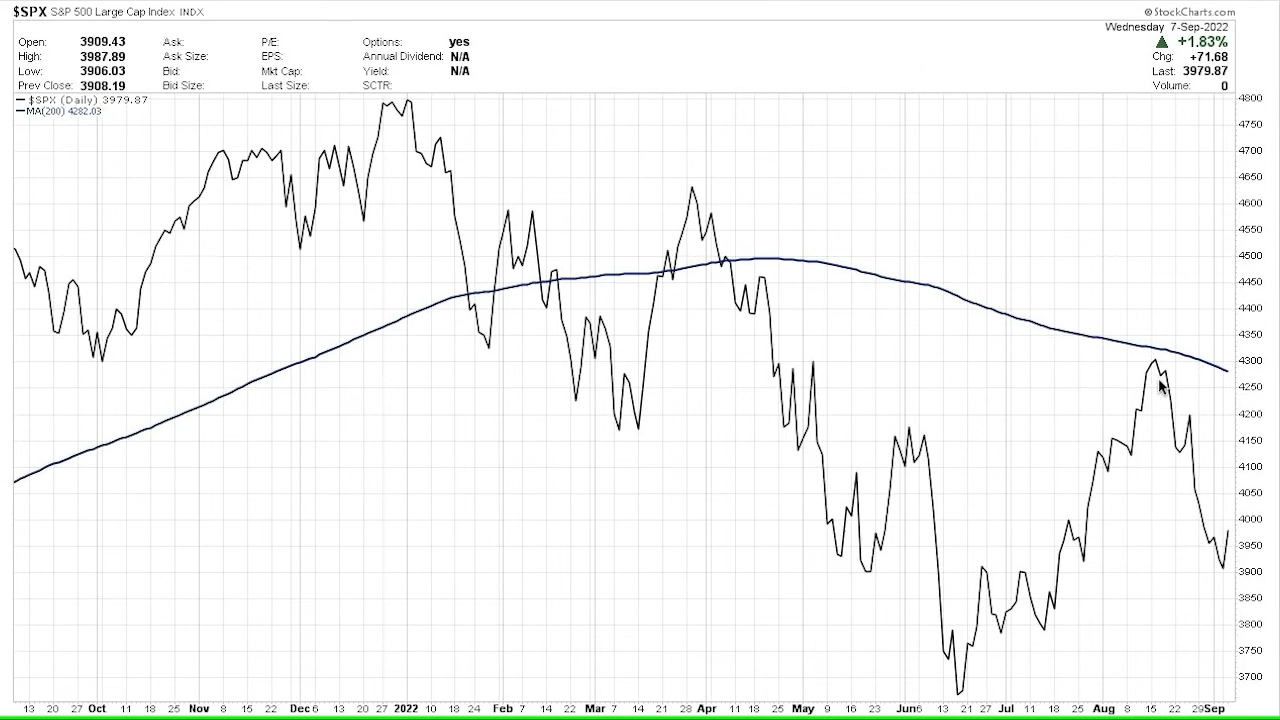 $SPX S&P 500 Large Cap Index INDX
© StockCharts.com
Wednesday 7-Sep-2022
Open: 3909.43 Ask: P/E: Options: yes ▲ +1.83%
High: 3987.89 Ask Size: EPS: Annual Dividend: N/A Chg: +71.68
Low: 3906.03 Bid: Mkt Cap: Yield: N/A Last: 3979.87
Prev Close: 3908.19 Bid Size: Last Size: SCTR: Volume: 0
$SPX (Daily) 3979.87
MA(200) 4282.03
4800
4750
4700
4650
4600
4550
4500
4450
4400
4350
4300
4250
4200
4150
4100
4050
4000
3950
3900
3850
3800
3750
3700
13 20 27 Oct 11 18 25 Nov 8 15 22 Dec 6 13 20 27 2022 10 18 24 Feb 7 14 22 Mar 7 14 21 28 Apr 11 18 25 May 9 16 23 Jun 6 13 21 27 Jul 11 18 25 Aug 8 15 22 29 Sep